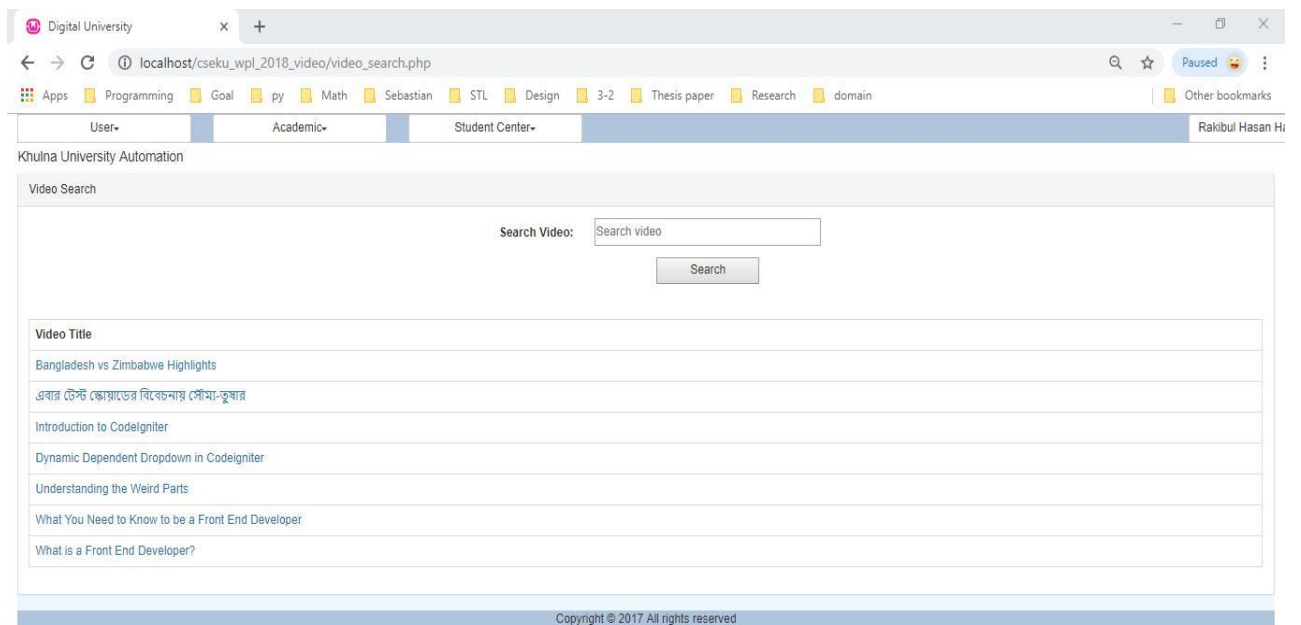 Digital University
localhost/cseku_wpl_2018_video/video_search.php
Paused
Apps Programming Goal py Math Sebastian STL Design 3-2 Thesis paper Research domain Other bookmarks
User Academic Student Center Rakibul Hasan Ha
Khulna University Automation
Video Search
Search Video: Search video
Search
Video Title
Bangladesh vs Zimbabwe Highlights
এবার টেস্ট স্কোয়াডের বিবেচনায় সৌম্য-তুষার
Introduction to CodeIgniter
Dynamic Dependent Dropdown in Codeigniter
Understanding the Weird Parts
What You Need to Know to be a Front End Developer
What is a Front End Developer?
Copyright © 2017 All rights reserved